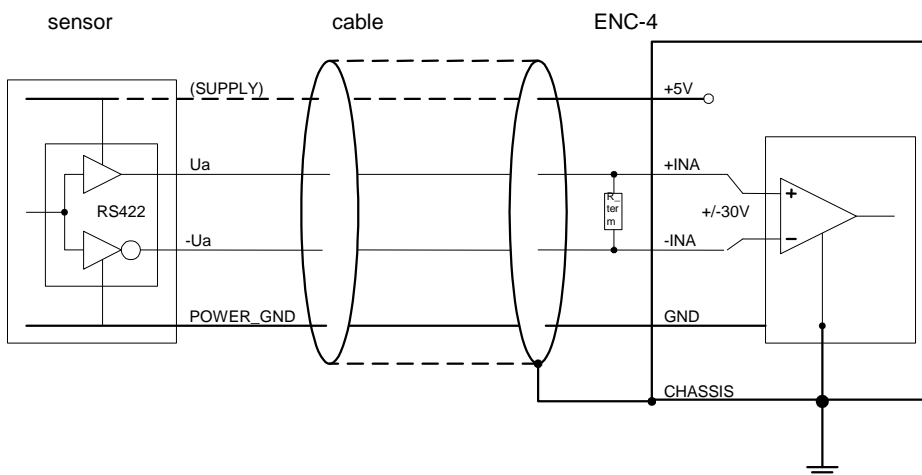 sensor
cable
ENC-4
(SUPPLY)
+5V
Ua
+INA
RS422
R_
ter
m
+/-30V
+
-Ua
-INA
−
POWER_GND
GND
CHASSIS